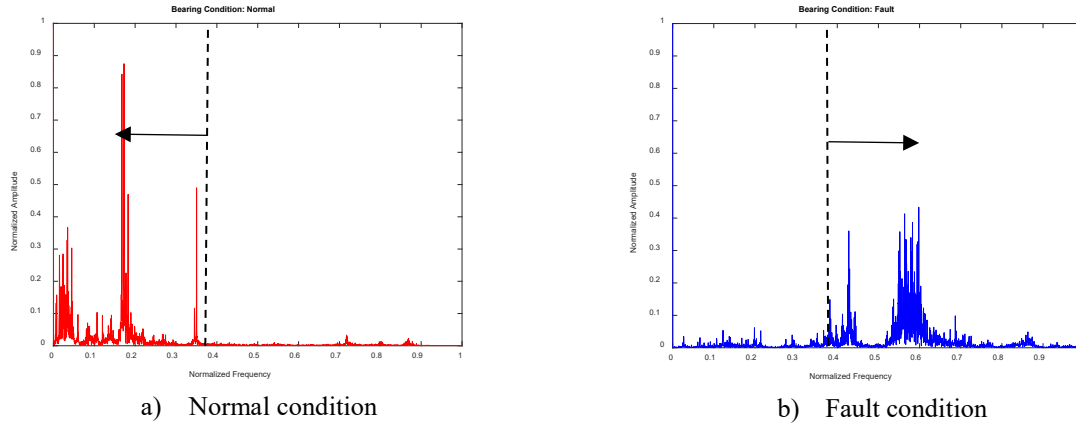 Bearing Condition: Normal
1
0.9
0.8
0.7
0.6
0.5
0.4
0.3
0.2
0.1
0
Normalized Amplitude
0 0.1 0.2 0.3 0.4 0.5 0.6 0.7 0.8 0.9 1
Normalized Frequency
a) Normal condition
Bearing Condition: Fault
1
0.9
0.8
0.7
0.6
0.5
0.4
0.3
0.2
0.1
0
Normalized Amplitude
0 0.1 0.2 0.3 0.4 0.5 0.6 0.7 0.8 0.9
Normalized Frequency
b) Fault condition